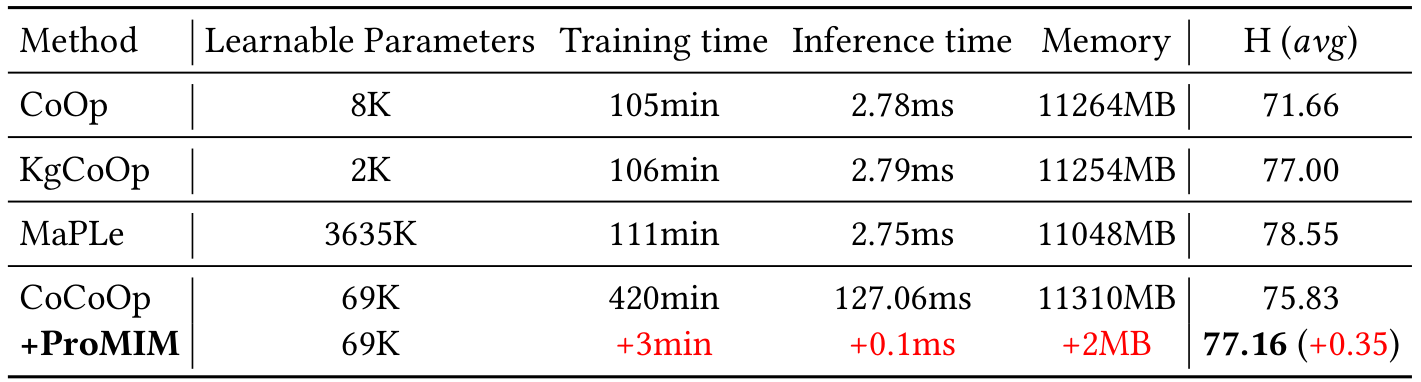 Method Learnable Parameters Training time Inference time Memory H (avg)
CoOp 8K 105min 2.78ms 11264MB 71.66
KgCoOp 2K 106min 2.79ms 11254MB 77.00
MaPLe 3635K 111min 2.75ms 11048MB 78.55
CoCoOp 69K 420min 127.06ms 11310MB 75.83
+ProMIM 69K +3min +0.1ms +2MB 77.16 (+0.35)